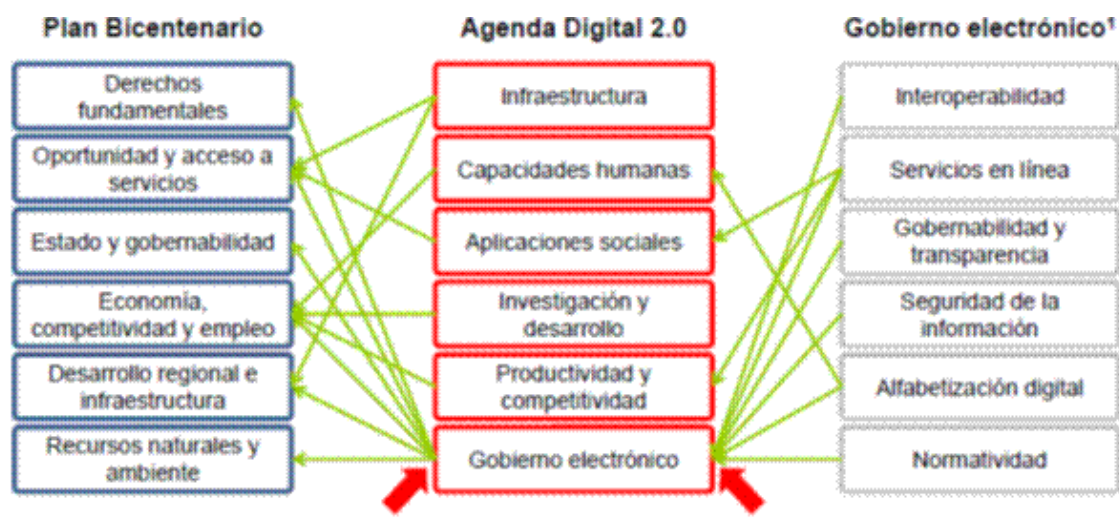 Plan Bicentenario
Agenda Digital 2.0
Gobierno electrónico¹
Derechos
fundamentales
Infraestructura
Interoperabilidad
Oportunidad y acceso a
servicios
Capacidades humanas
Servicios en línea
Estado y gobernabilidad
Aplicaciones sociales
Gobernabilidad y
transparencia
Economía,
competitividad y empleo
Investigación y
desarrollo
Seguridad de la
información
Desarrollo regional e
infraestructura
Productividad y
competitividad
Alfabetización digital
Recursos naturales y
ambiente
Gobierno electrónico
Normatividad